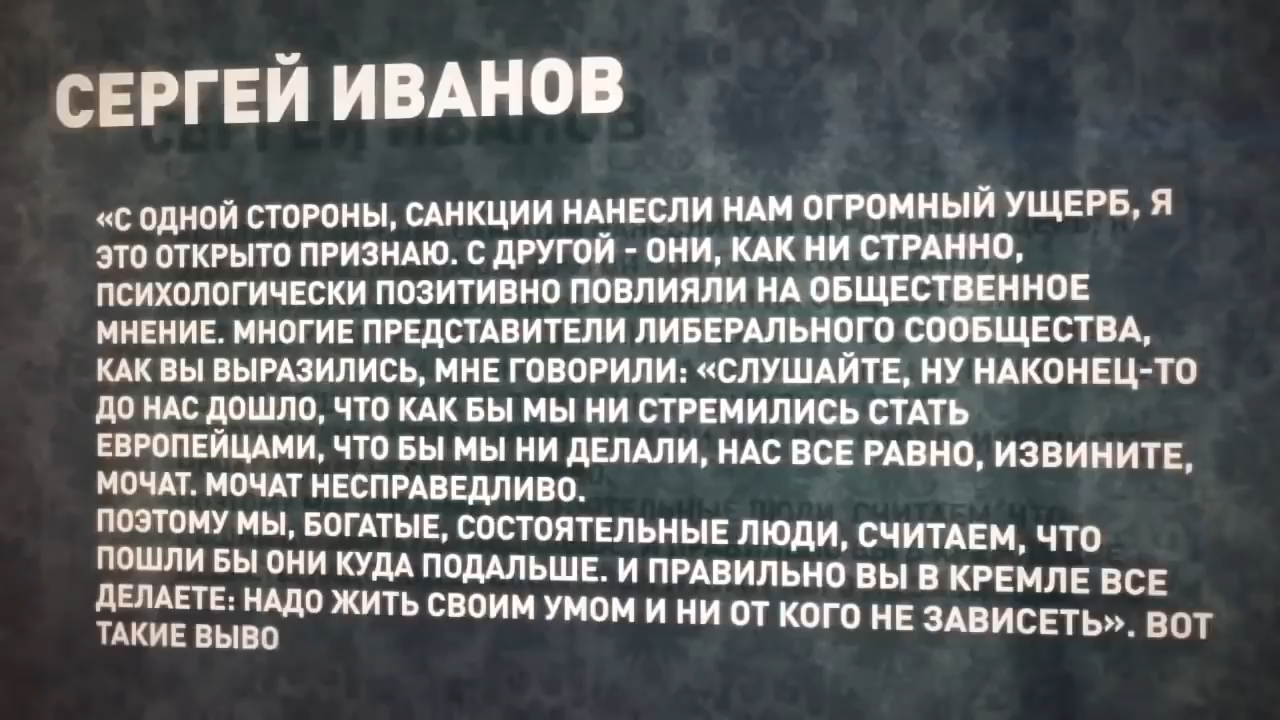 СЕРГЕЙ ИВАНОВ
«С ОДНОЙ СТОРОНЫ, САНКЦИИ НАНЕСЛИ НАМ ОГРОМНЫЙ УЩЕРБ, Я
ЭТО ОТКРЫТО ПРИЗНАЮ. С ДРУГОЙ - ОНИ, КАК НИ СТРАННО,
ПСИХОЛОГИЧЕСКИ ПОЗИТИВНО ПОВЛИЯЛИ НА ОБЩЕСТВЕННОЕ
МНЕНИЕ. МНОГИЕ ПРЕДСТАВИТЕЛИ ЛИБЕРАЛЬНОГО СООБЩЕСТВА,
КАК ВЫ ВЫРАЗИЛИСЬ, МНЕ ГОВОРИЛИ: «СЛУШАЙТЕ, НУ НАКОНЕЦ-ТО
ДО НАС ДОШЛО, ЧТО КАК БЫ МЫ НИ СТРЕМИЛИСЬ СТАТЬ
ЕВРОПЕЙЦАМИ, ЧТО БЫ МЫ НИ ДЕЛАЛИ, НАС ВСЕ РАВНО, ИЗВИНИТЕ,
МОЧАТ. МОЧАТ НЕСПРАВЕДЛИВО.
ПОЭТОМУ МЫ, БОГАТЫЕ, СОСТОЯТЕЛЬНЫЕ ЛЮДИ, СЧИТАЕМ, ЧТО
ПОШЛИ БЫ ОНИ КУДА ПОДАЛЬШЕ. И ПРАВИЛЬНО ВЫ В КРЕМЛЕ ВСЕ
ДЕЛАЕТЕ: НАДО ЖИТЬ СВОИМ УМОМ И НИ ОТ КОГО НЕ ЗАВИСЕТЬ». ВОТ
ТАКИЕ ВЫВО